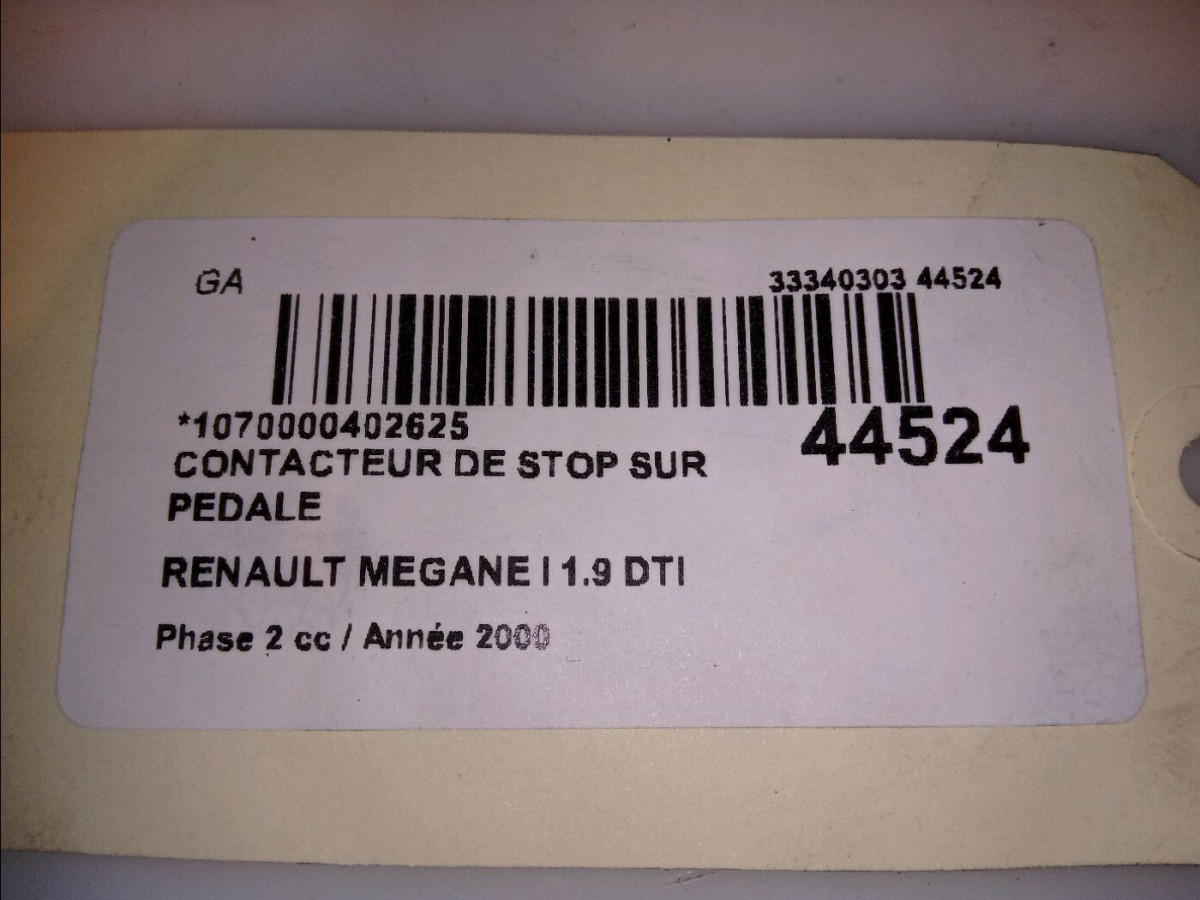 GA 33340303 44524
*1070000402625
44524
CONTACTEUR DE STOP SUR
PEDALE
RENAULT MEGANE I 1.9 DTI
Phase 2 cc / Année 2000